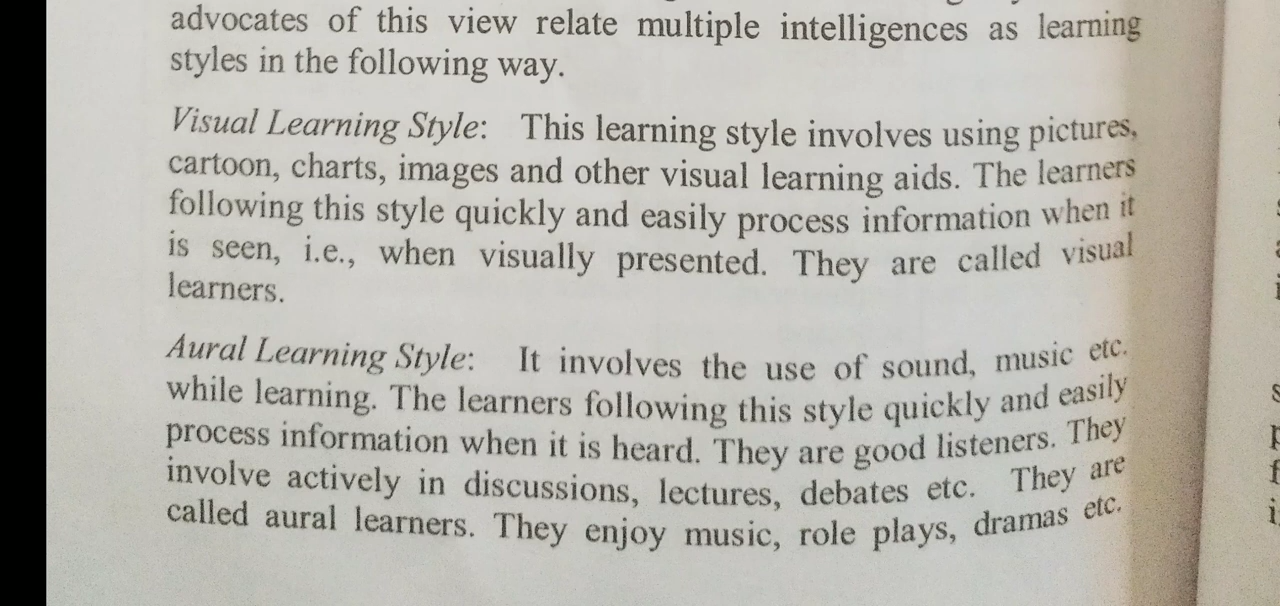 advocates of this view relate multiple intelligences as learning
styles in the following way.
Visual Learning Style: This learning style involves using pictures,
cartoon, charts, images and other visual learning aids. The learners
following this style quickly and easily process information when it
is seen, i.e., when visually presented. They are called visual
learners.
Aural Learning Style: It involves the use of sound, music etc.
while learning. The learners following this style quickly and easily
process information when it is heard. They are good listeners. They
involve actively in discussions, lectures, debates etc. They are
called aural learners. They enjoy music, role plays, dramas etc.